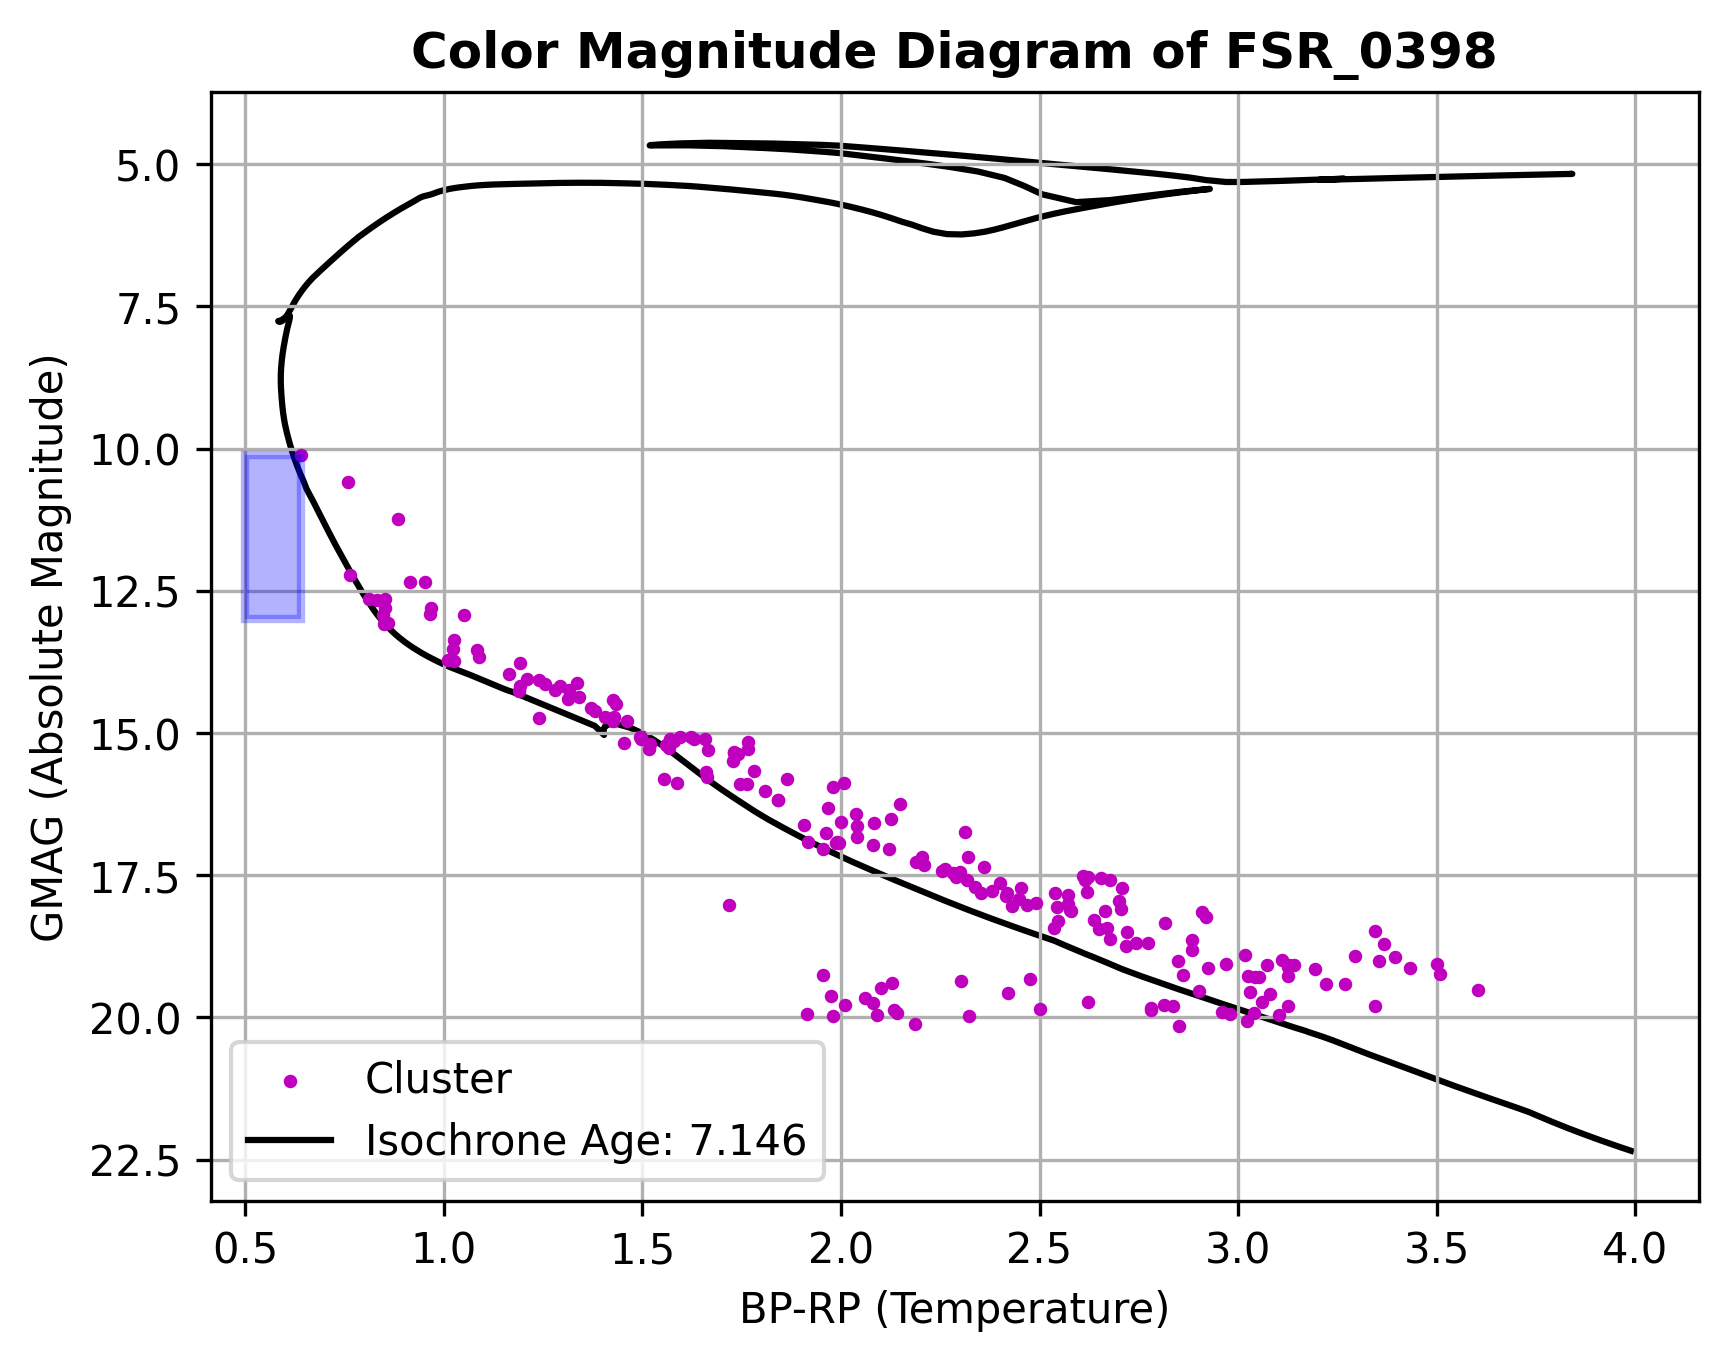 Color Magnitude Diagram of FSR_0398
GMAG (Absolute Magnitude)
5.0
7.5
10.0
12.5
15.0
17.5
20.0
22.5
Cluster
Isochrone Age: 7.146
0.5 1.0 1.5 2.0 2.5 3.0 3.5 4.0
BP-RP (Temperature)